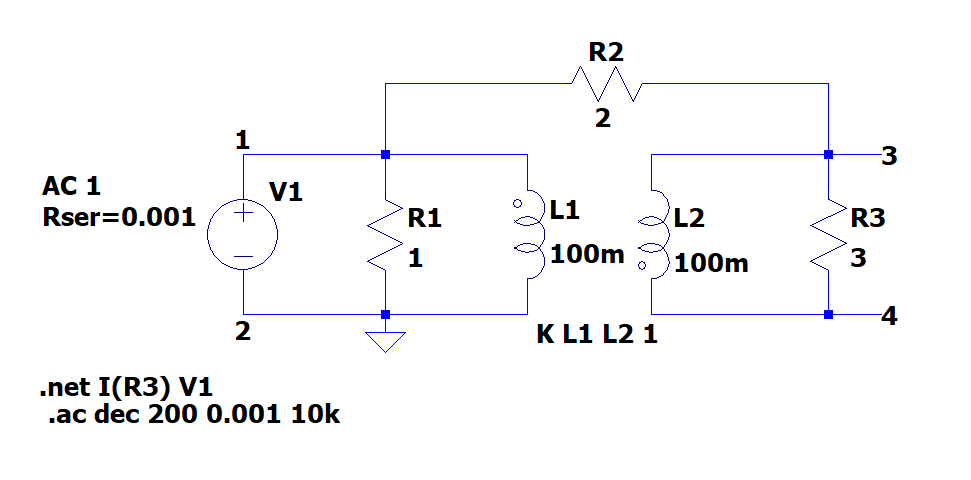 R2
2
1
3
AC 1
Rser=0.001
V1
R1
1
L1
100m
L2
100m
R3
3
2
4
K L1 L2 1
.net I(R3) V1
.ac dec 200 0.001 10k